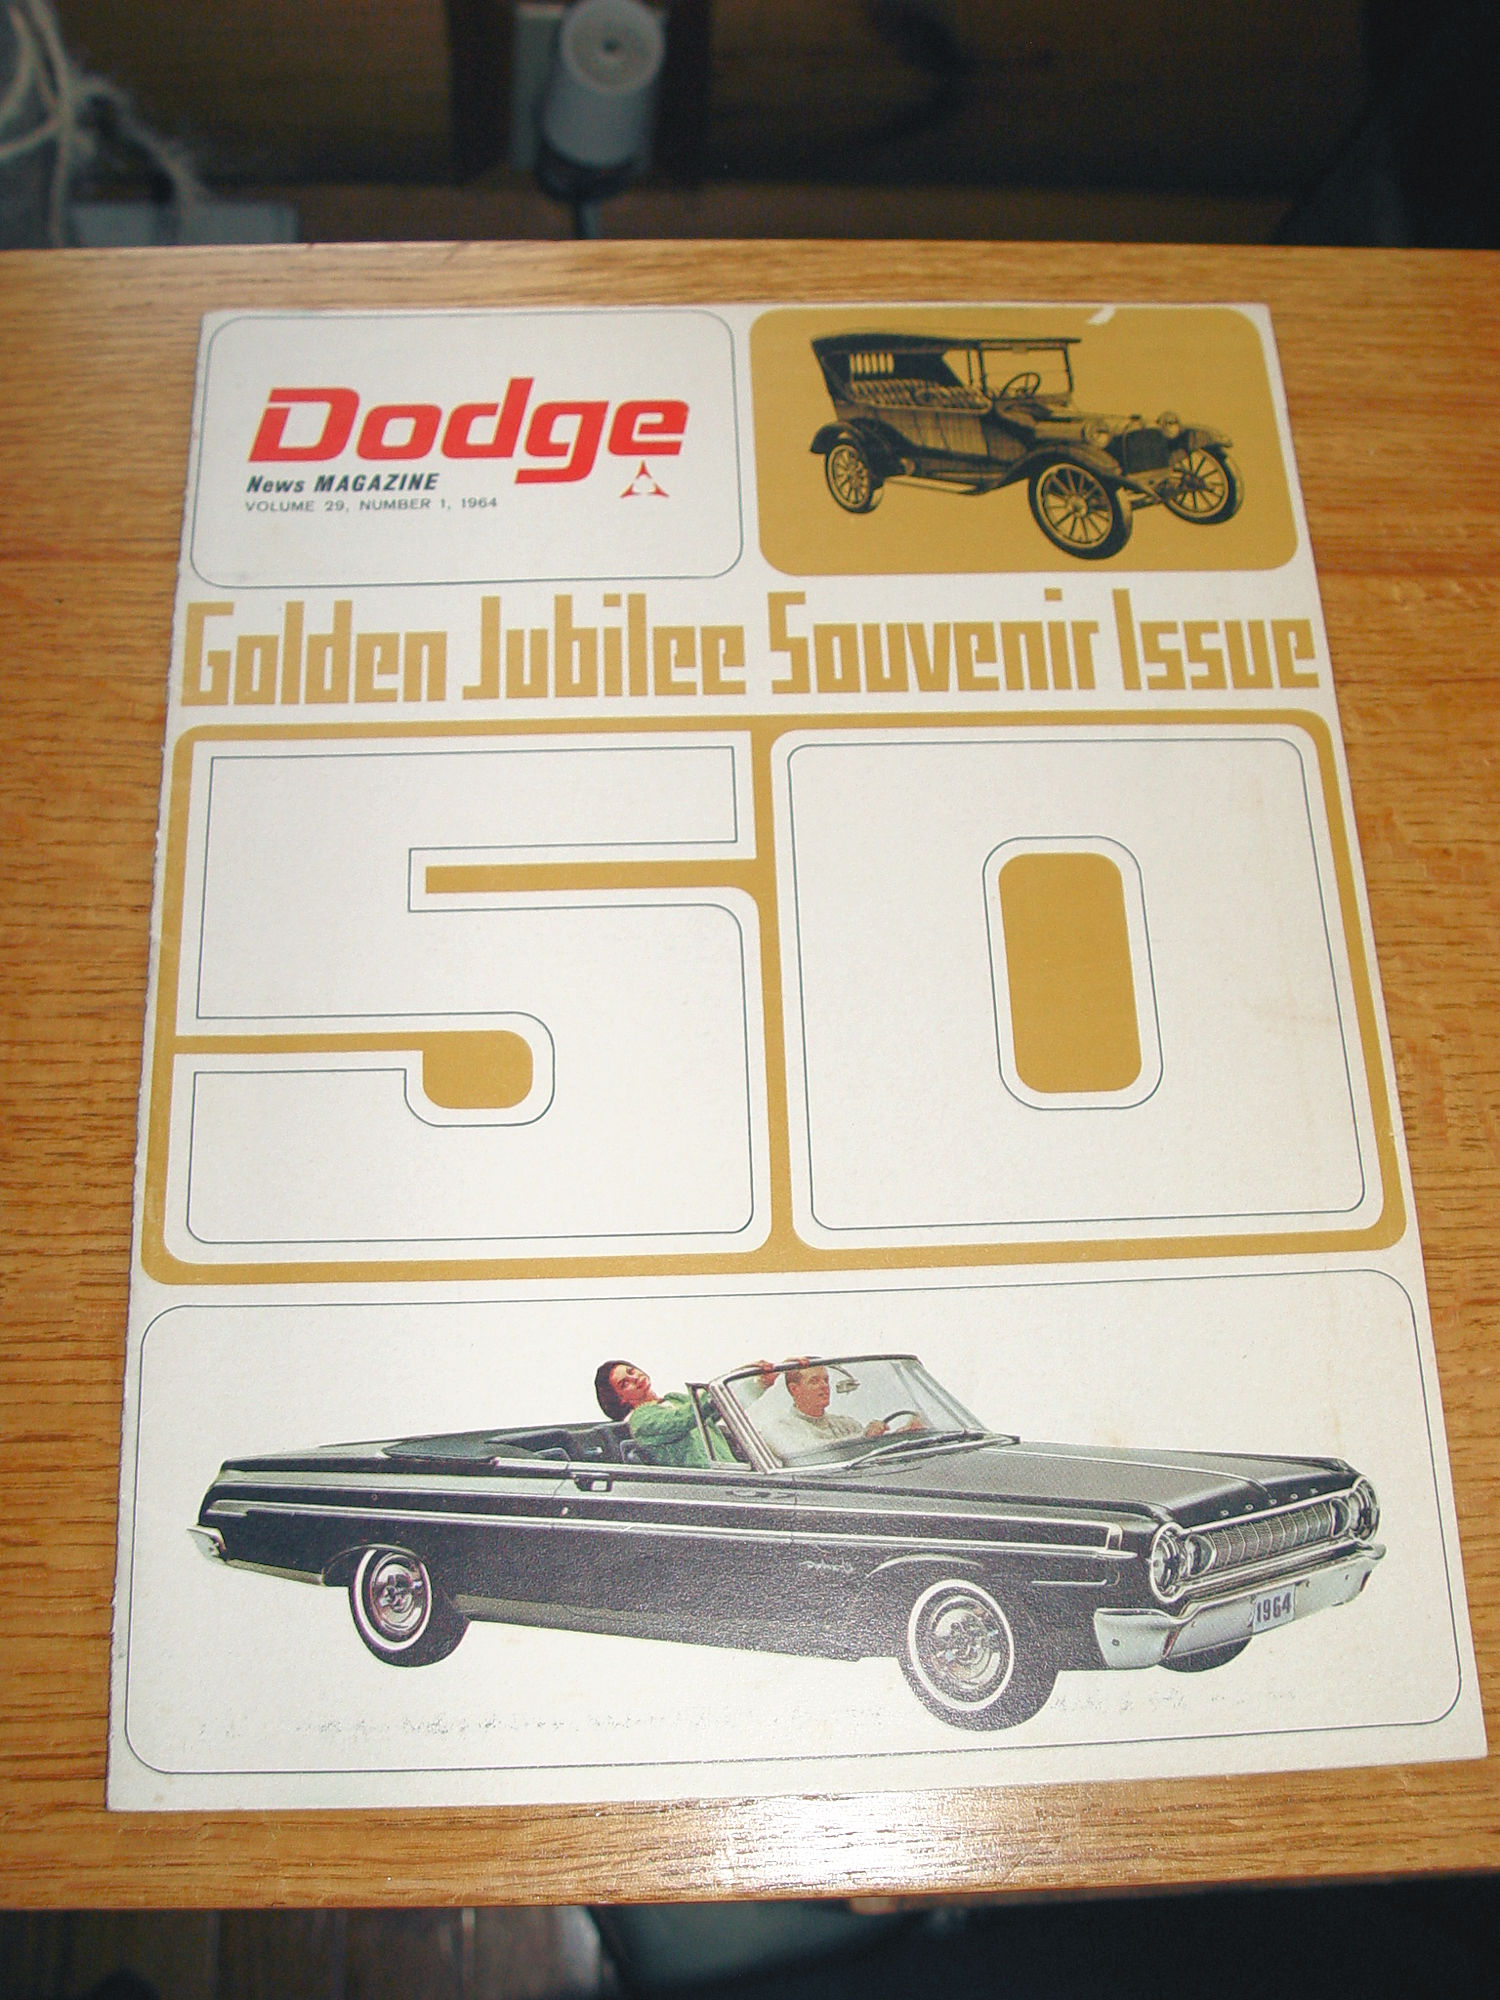 Dodge
News MAGAZINE
VOLUME 29, NUMBER 1, 1964
Golden Jubilee Souvenir Issue
50
DODGE
1964